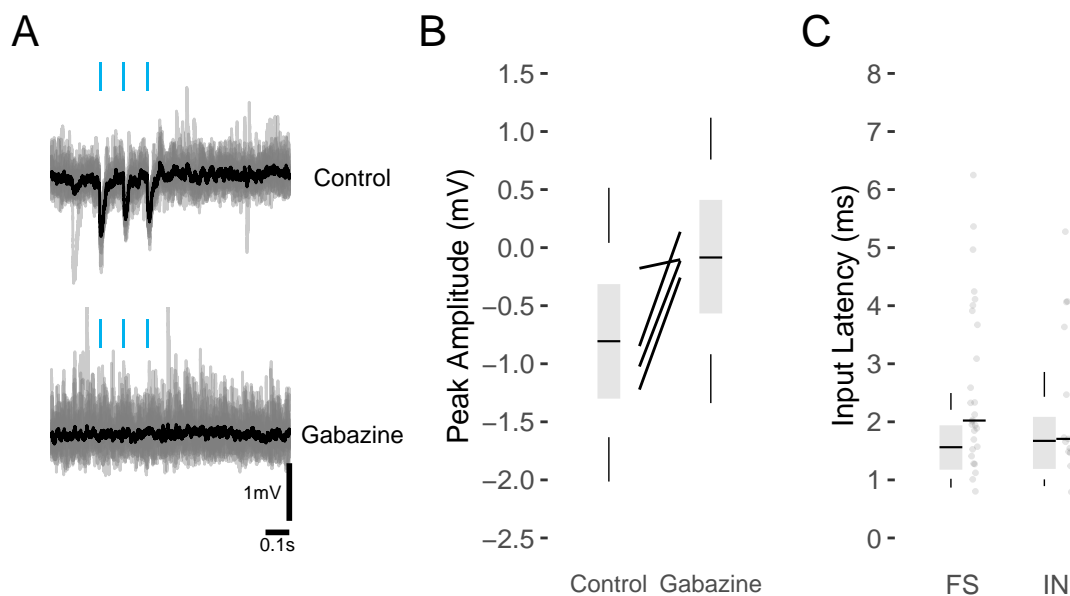 A
Control
Gabazine
1mV
0.1s
B
Peak Amplitude (mV)
1.5
1.0
0.5
0.0
−0.5
−1.0
−1.5
−2.0
−2.5
Control Gabazine
C
Input Latency (ms)
8
7
6
5
4
3
2
1
0
FS IN